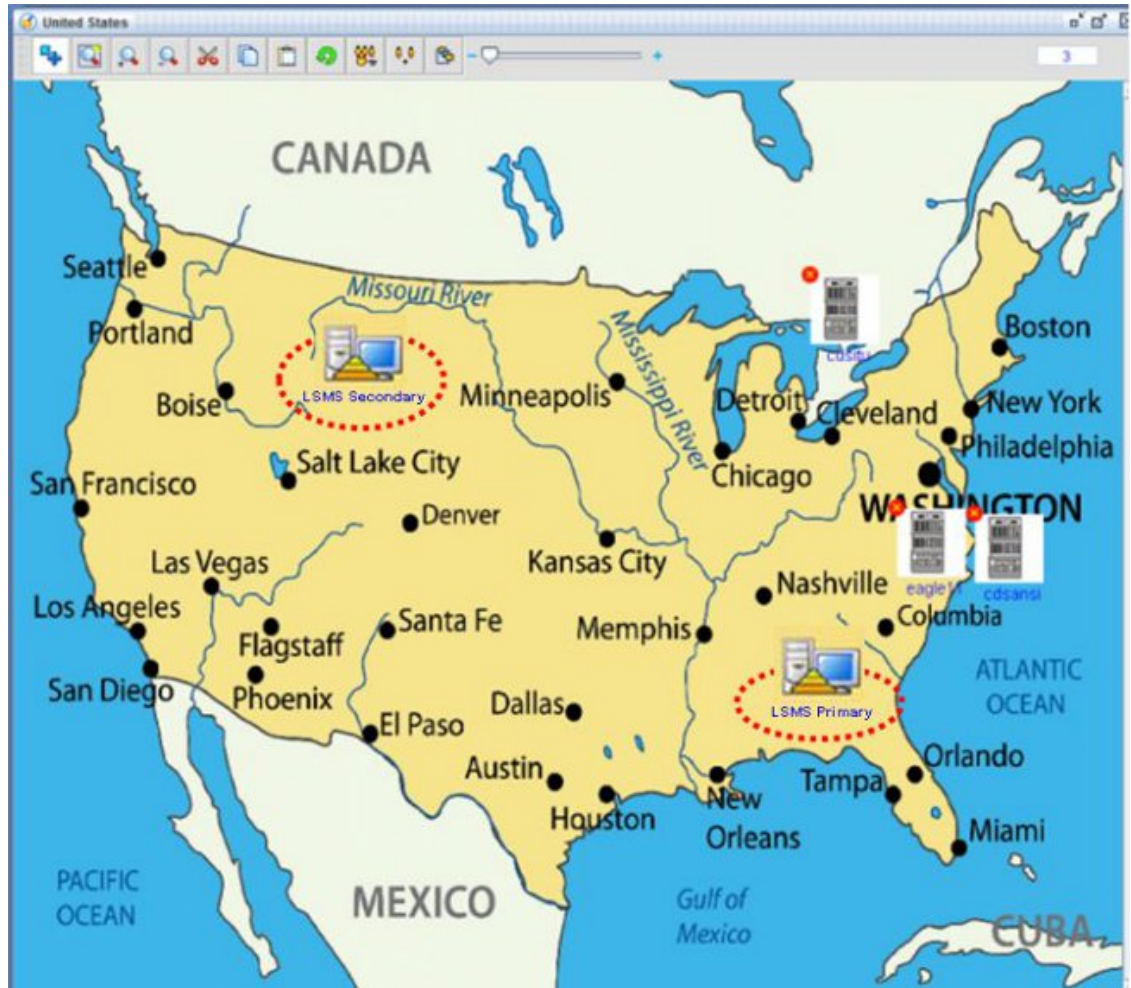 United States
3
CANADA
Seattle
Missouri River
Portland
Mississippi River
Boston
LSMS Secondary
Boise
Minneapolis
Detroit
Cleveland
New York
Philadelphia
Salt Lake City
Chicago
San Francisco
WASHINGTON
Denver
Kansas City
Las Vegas
Nashville
eagle11
cdsansi
Los Angeles
Columbia
Flagstaff
Santa Fe
Memphis
San Diego
Phoenix
ATLANTIC
OCEAN
Dallas
LSMS Primary
El Paso
Austin
Orlando
Tampa
Houston
New
Orleans
Miami
PACIFIC
OCEAN
MEXICO
Gulf of
Mexico
CUBA